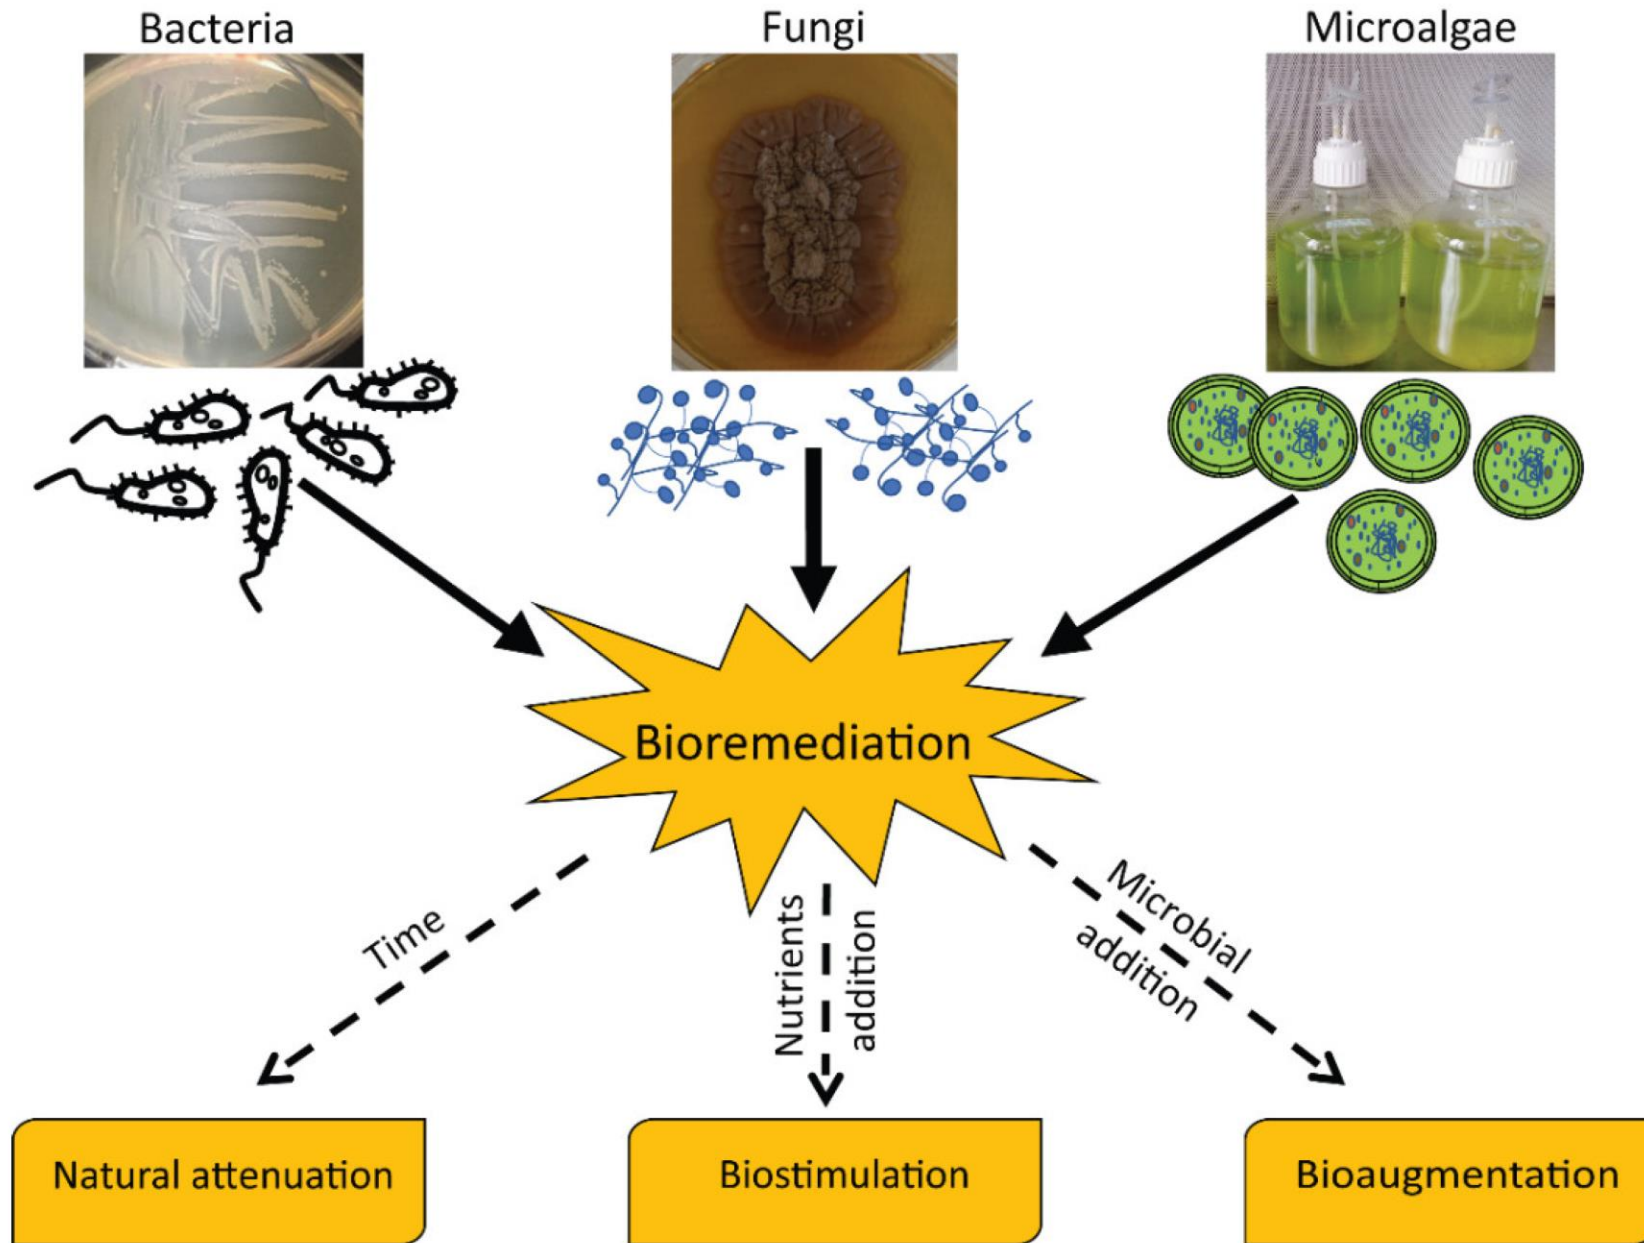 Bacteria
Fungi
Microalgae
Bioremediation
Time
Nutrients
addition
Microbial
addition
Natural attenuation
Biostimulation
Bioaugmentation